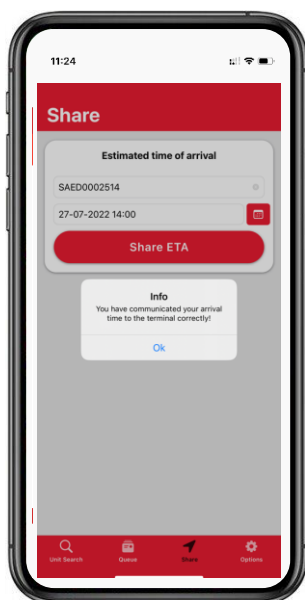 11:24
Share
Estimated time of arrival
SAED0002514
27-07-2022 14:00
Share ETA
Info
You have communicated your arrival
time to the terminal correctly!
Ok
Unit Search
Queue
Share
Options